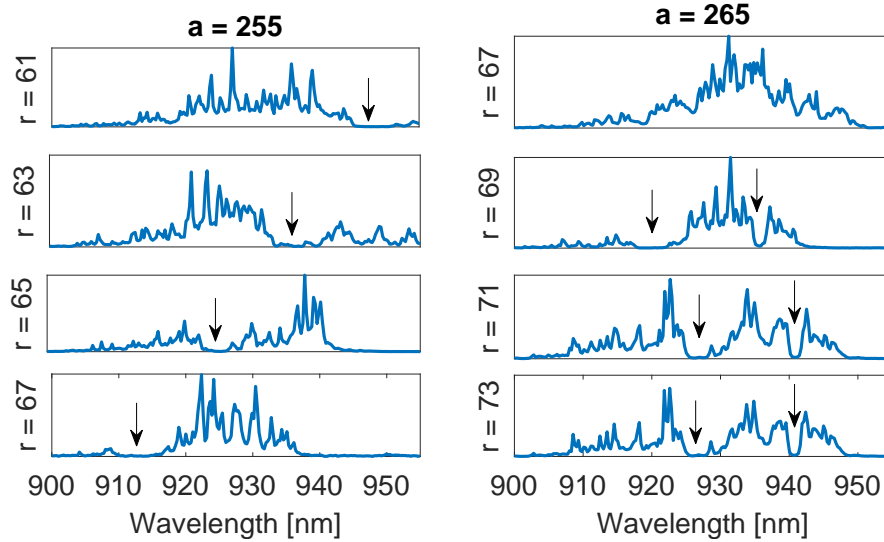 a = 255
r = 61
r = 63
r = 65
r = 67
900 910 920 930 940 950
Wavelength [nm]
a = 265
r = 67
r = 69
r = 71
r = 73
900 910 920 930 940 950
Wavelength [nm]